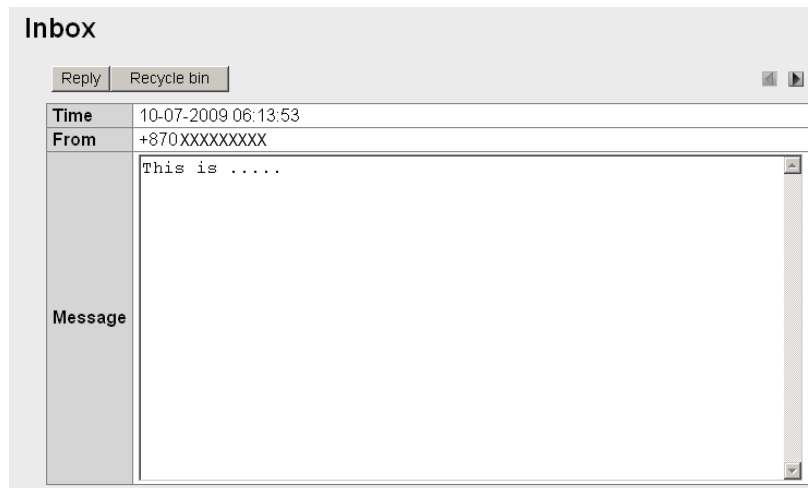 Inbox
Reply Recycle bin
Time 10-07-2009 06:13:53
From +870XXXXXXXXX
This is .....
Message